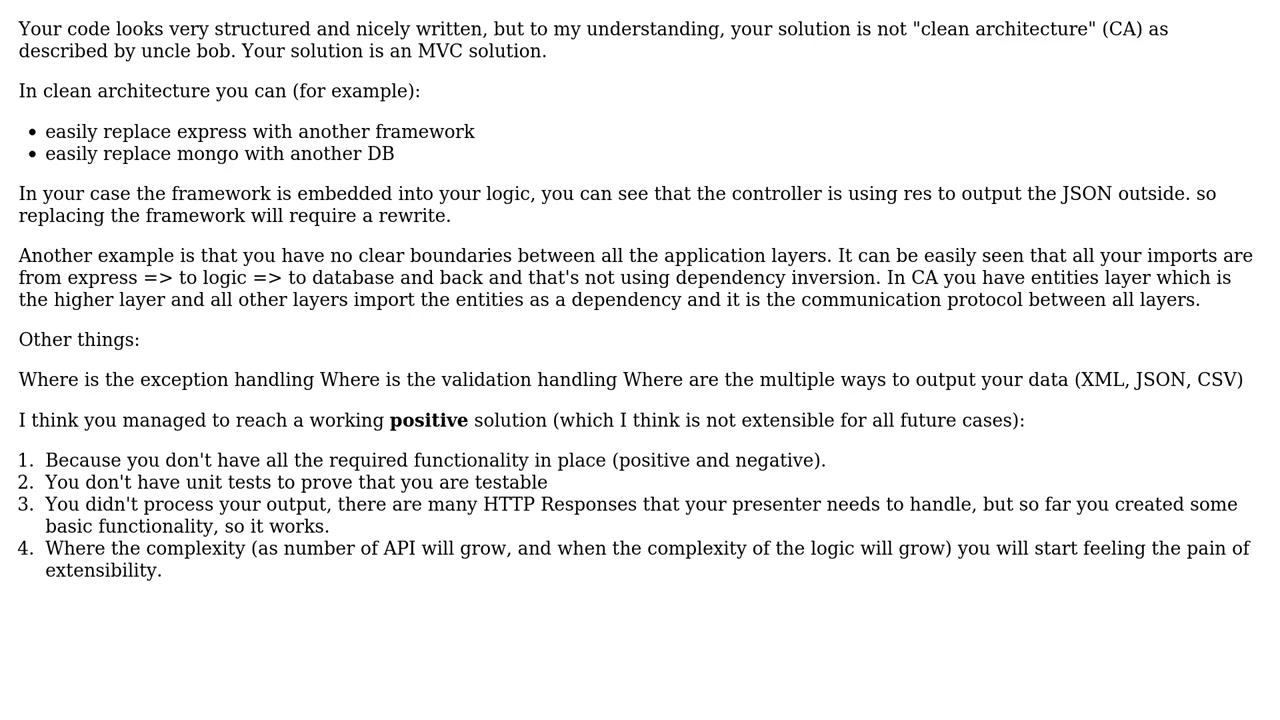 Your code looks very structured and nicely written, but to my understanding, your solution is not "clean architecture" (CA) as
described by uncle bob. Your solution is an MVC solution.
In clean architecture you can (for example):
• easily replace express with another framework
• easily replace mongo with another DB
In your case the framework is embedded into your logic, you can see that the controller is using res to output the JSON outside. so
replacing the framework will require a rewrite.
Another example is that you have no clear boundaries between all the application layers. It can be easily seen that all your imports are
from express => to logic => to database and back and that's not using dependency inversion. In CA you have entities layer which is
the higher layer and all other layers import the entities as a dependency and it is the communication protocol between all layers.
Other things:
Where is the exception handling Where is the validation handling Where are the multiple ways to output your data (XML, JSON, CSV)
I think you managed to reach a working positive solution (which I think is not extensible for all future cases):
1. Because you don't have all the required functionality in place (positive and negative).
2. You don't have unit tests to prove that you are testable
3. You didn't process your output, there are many HTTP Responses that your presenter needs to handle, but so far you created some
basic functionality, so it works.
4. Where the complexity (as number of API will grow, and when the complexity of the logic will grow) you will start feeling the pain of
extensibility.